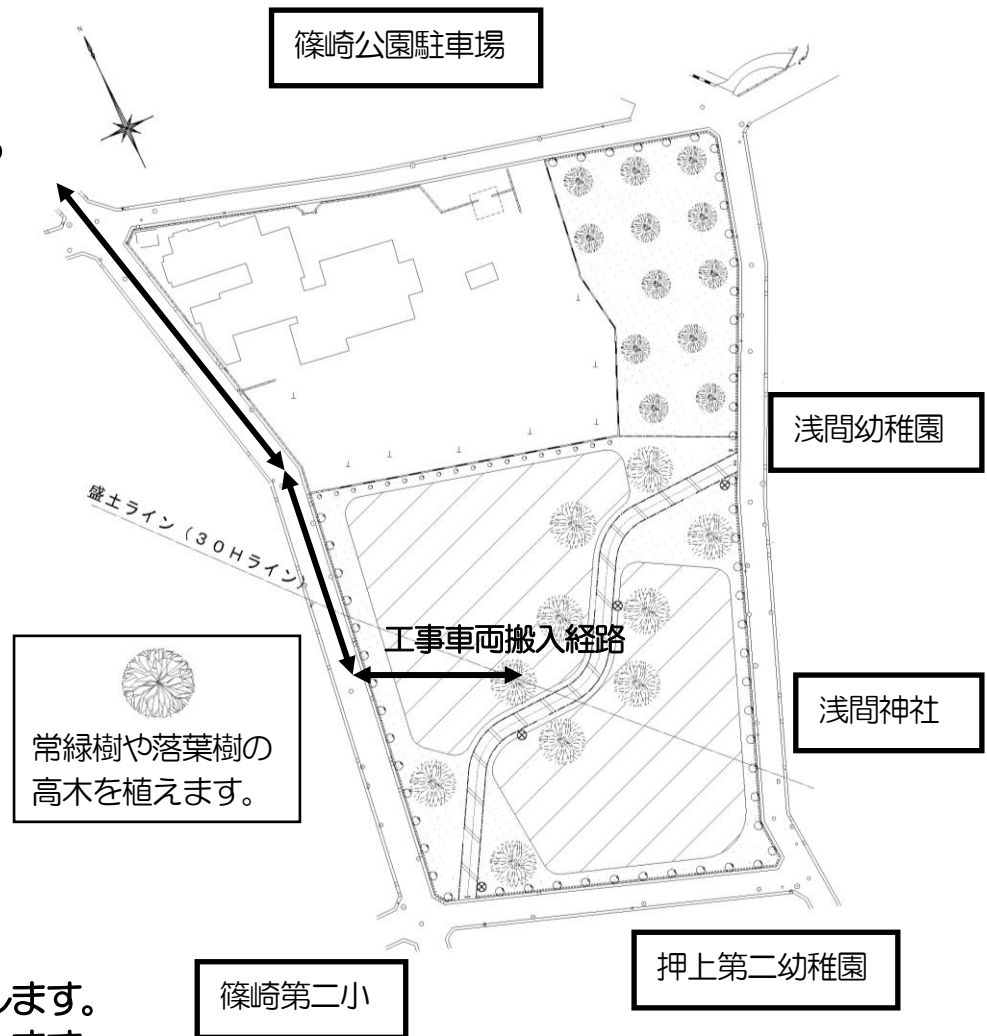 篠崎公園駐車場
N
浅間幼稚園
盛土ライン(30Hライン)
工事車両搬入経路
浅間神社
常緑樹や落葉樹の
高木を植えます。
押上第二幼稚園
篠崎第二小
します。